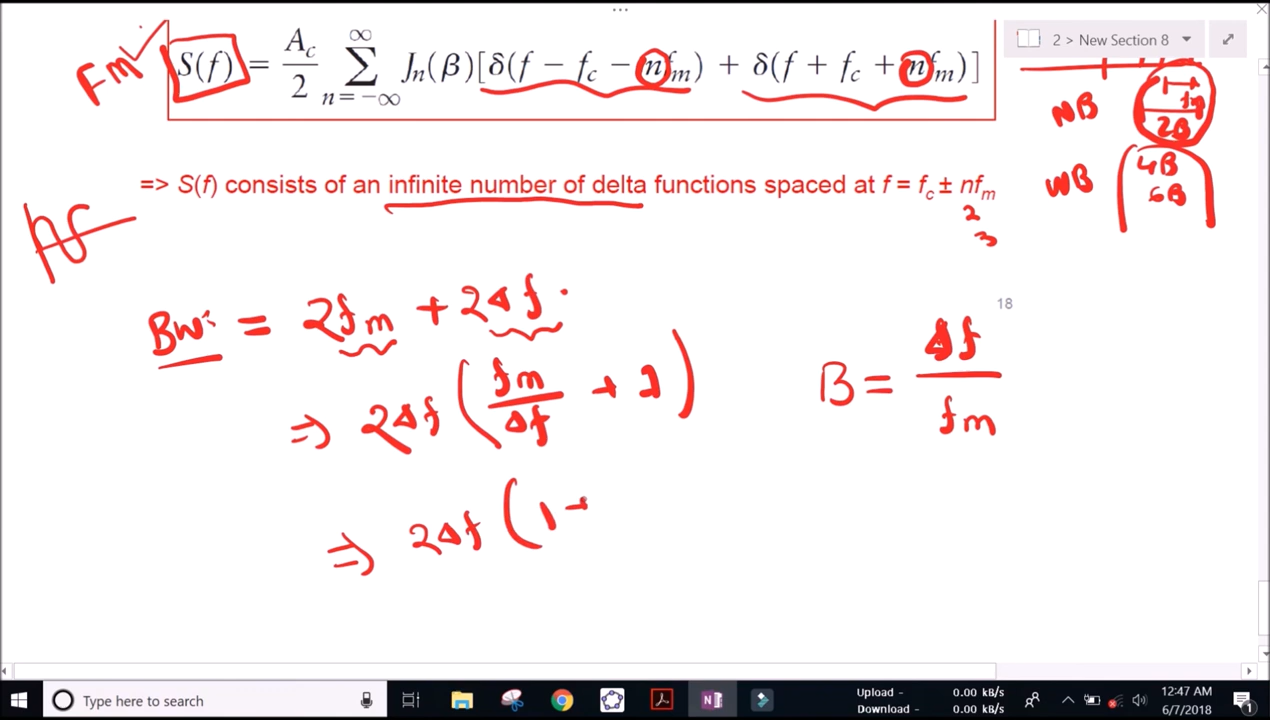 ...
2 > New Section 8
Fm S(f) = A_c/2 ∑_{n=−∞}^{∞} J_n(β)[δ(f − f_c − nf_m) + δ(f + f_c + nf_m)]
fm
NB 2B
=> S(f) consists of an infinite number of delta functions spaced at f = f_c ± nf_m
WB 4B
6B
2
3
BW = 2fm + 2Δf.
18
⇒ 2Δf (fm/Δf + 1)
B = Δf/fm
⇒ 2Δf (1+
Type here to search
Upload - 0.00 kB/s
Download - 0.00 kB/s
12:47 AM
6/7/2018
1